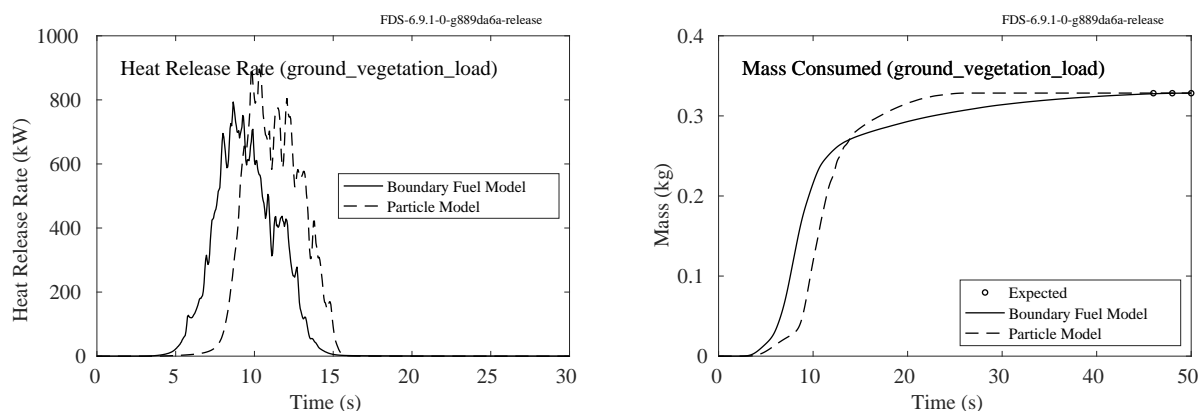 FDS-6.9.1-0-g889da6a-release
Heat Release Rate (ground_vegetation_load)
Heat Release Rate (kW)
1000
800
600
400
200
0
Boundary Fuel Model
Particle Model
0 5 10 15 20 25 30
Time (s)
FDS-6.9.1-0-g889da6a-release
Mass Consumed (ground_vegetation_load)
Mass (kg)
0.4
0.3
0.2
0.1
0
Expected
Boundary Fuel Model
Particle Model
0 10 20 30 40 50
Time (s)